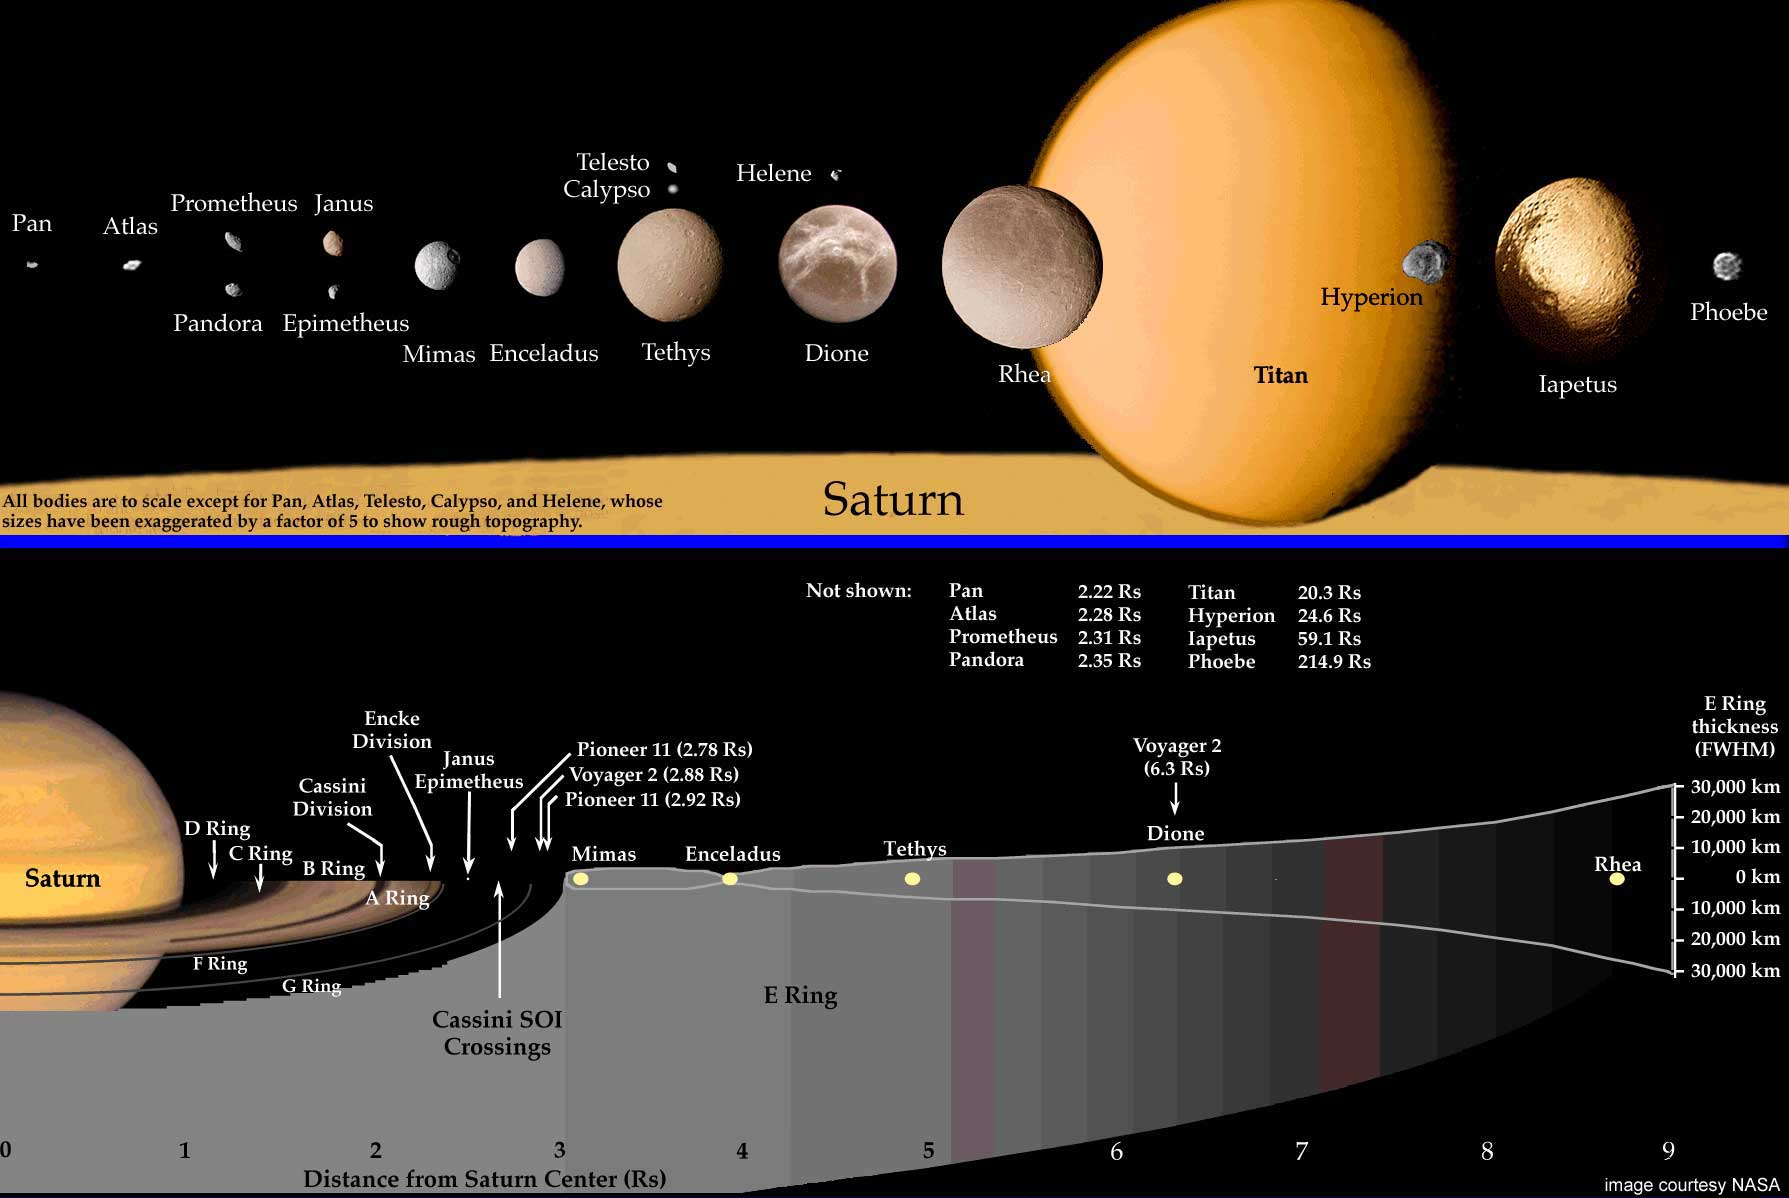 Pan
Atlas
Prometheus
Janus
Pandora
Epimetheus
Mimas
Enceladus
Telesto
Calypso
Tethys
Helene
Dione
Rhea
Titan
Hyperion
Iapetus
Phoebe
Saturn
All bodies are to scale except for Pan, Atlas, Telesto, Calypso, and Helene, whose
sizes have been exaggerated by a factor of 5 to show rough topography.
Not shown:
Pan 2.22 Rs
Atlas 2.28 Rs
Prometheus 2.31 Rs
Pandora 2.35 Rs
Titan 20.3 Rs
Hyperion 24.6 Rs
Iapetus 59.1 Rs
Phoebe 214.9 Rs
Saturn
D Ring
C Ring
B Ring
A Ring
F Ring
G Ring
Cassini
Division
Encke
Division
Janus
Epimetheus
Pioneer 11 (2.78 Rs)
Voyager 2 (2.88 Rs)
Pioneer 11 (2.92 Rs)
Cassini SOI
Crossings
Mimas
Enceladus
Tethys
Voyager 2
(6.3 Rs)
Dione
Rhea
E Ring
E Ring
thickness
(FWHM)
30,000 km
20,000 km
10,000 km
0 km
10,000 km
20,000 km
30,000 km
0 1 2 3 4 5 6 7 8 9
Distance from Saturn Center (Rs)
image courtesy NASA